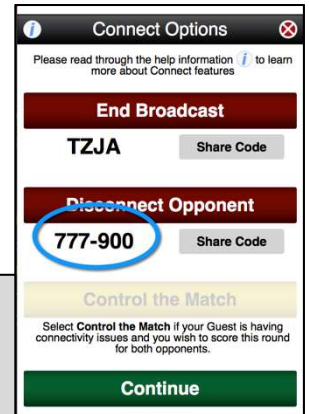 Connect Options
Please read through the help information i to learn
more about Connect features
End Broadcast
TZJA
Share Code
Disconnect Opponent
777-900
Share Code
Control the Match
Select Control the Match if your Guest is having
connectivity issues and you wish to score this round
for both opponents.
Continue